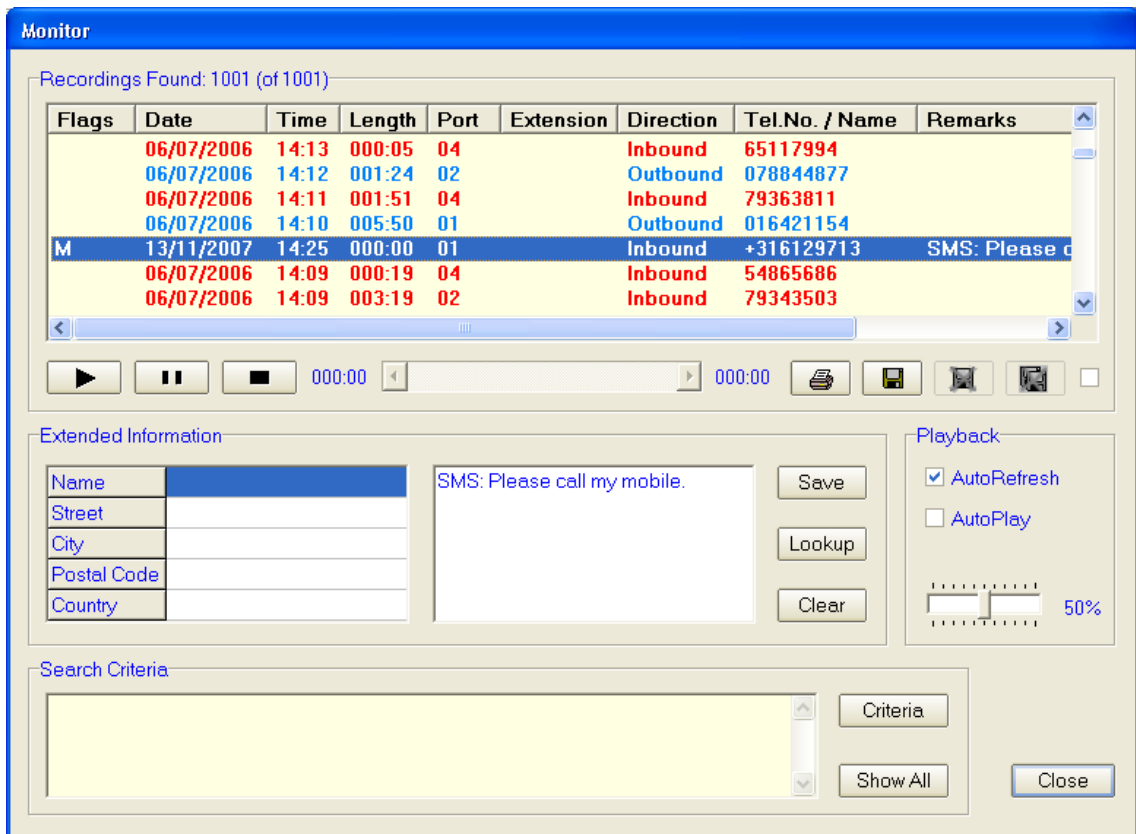 Monitor
Recordings Found: 1001 (of 1001)
Flags Date Time Length Port Extension Direction Tel.No. / Name Remarks
06/07/2006 14:13 000:05 04 Inbound 65117994
06/07/2006 14:12 001:24 02 Outbound 078844877
06/07/2006 14:11 001:51 04 Inbound 79363811
06/07/2006 14:10 005:50 01 Outbound 016421154
M 13/11/2007 14:25 000:00 01 Inbound +316129713 SMS: Please c
06/07/2006 14:09 000:19 04 Inbound 54865686
06/07/2006 14:09 003:19 02 Inbound 79343503
000:00 000:00
Extended Information
Name
Street
City
Postal Code
Country
SMS: Please call my mobile.
Save
Lookup
Clear
Playback
AutoRefresh
AutoPlay
50%
Search Criteria
Criteria
Show All
Close